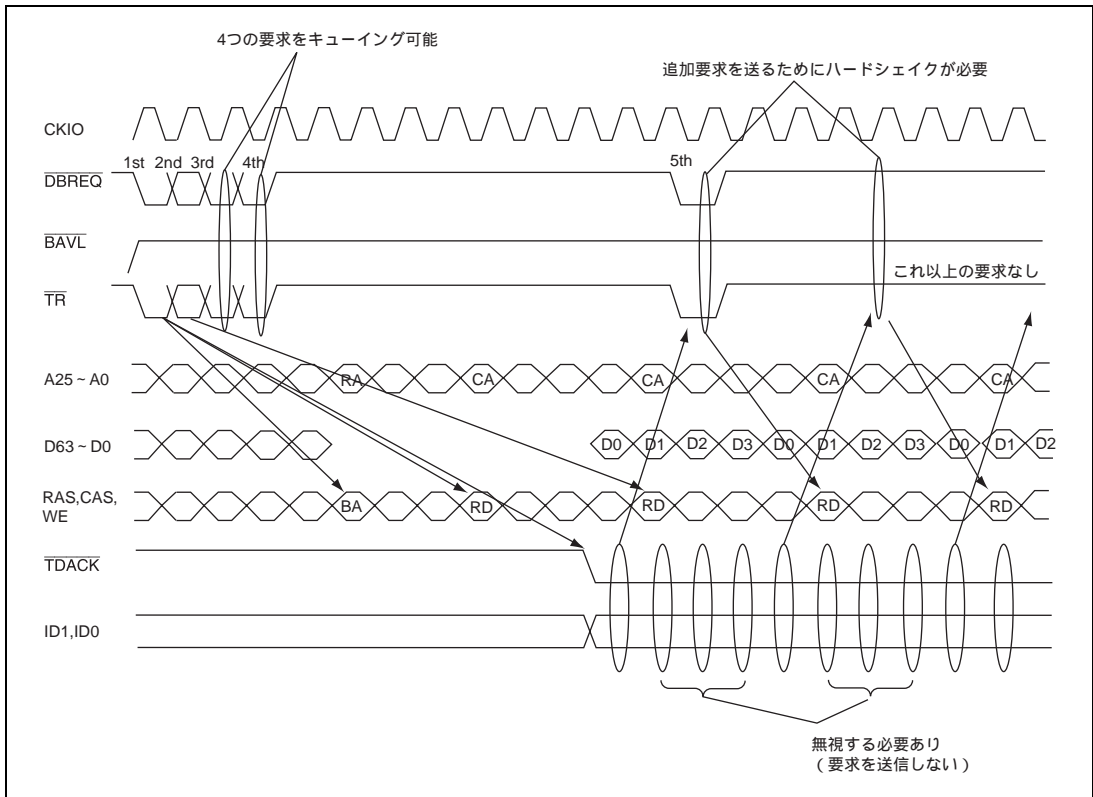 4つの要求をキューイング可能
追加要求を送るためにハードシェイクが必要
CKIO
1st 2nd 3rd 4th 5th
DBREQ
BAVL
これ以上の要求なし
TR
A25 ~ A0 RA CA CA CA CA
D63 ~ D0 D0 D1 D2 D3 D0 D1 D2 D3 D0 D1 D2
RAS,CAS,
WE BA RD RD RD RD
TDACK
ID1,ID0
無視する必要あり
(要求を送信しない)